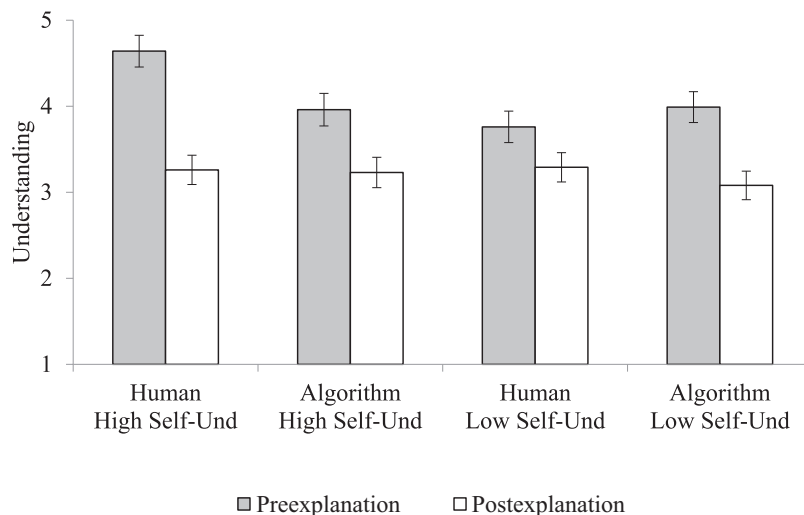 Understanding
5
4
3
2
1
Human
High Self-Und
Algorithm
High Self-Und
Human
Low Self-Und
Algorithm
Low Self-Und
Preexplanation
Postexplanation